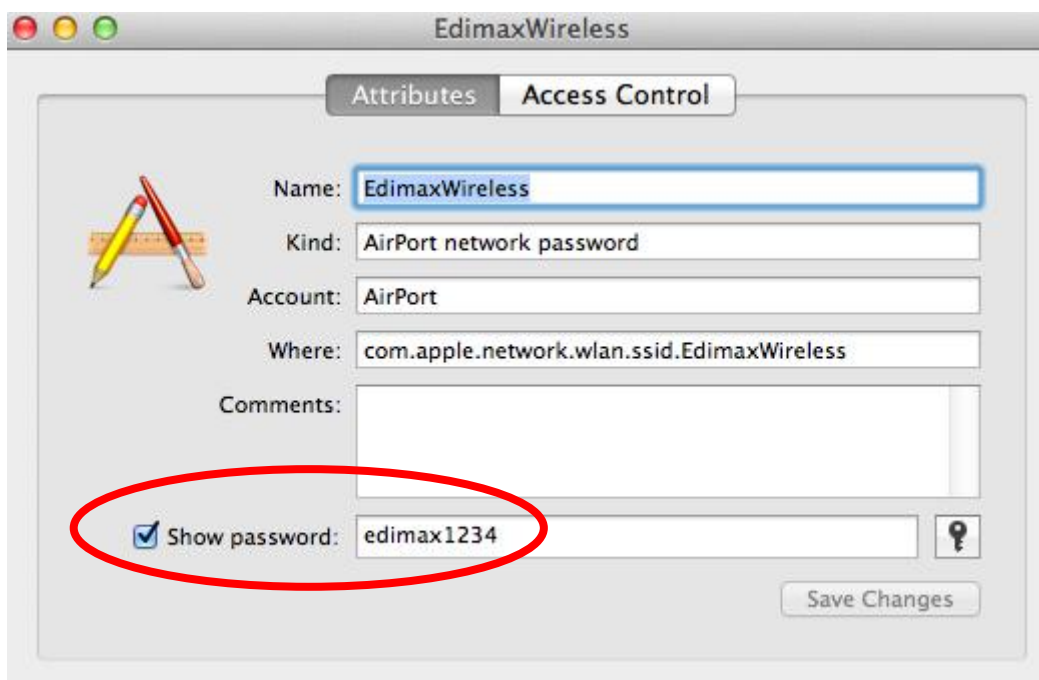 EdimaxWireless
Attributes Access Control
Name: EdimaxWireless
Kind: AirPort network password
Account: AirPort
Where: com.apple.network.wlan.ssid.EdimaxWireless
Comments:
Show password: edimax1234
Save Changes